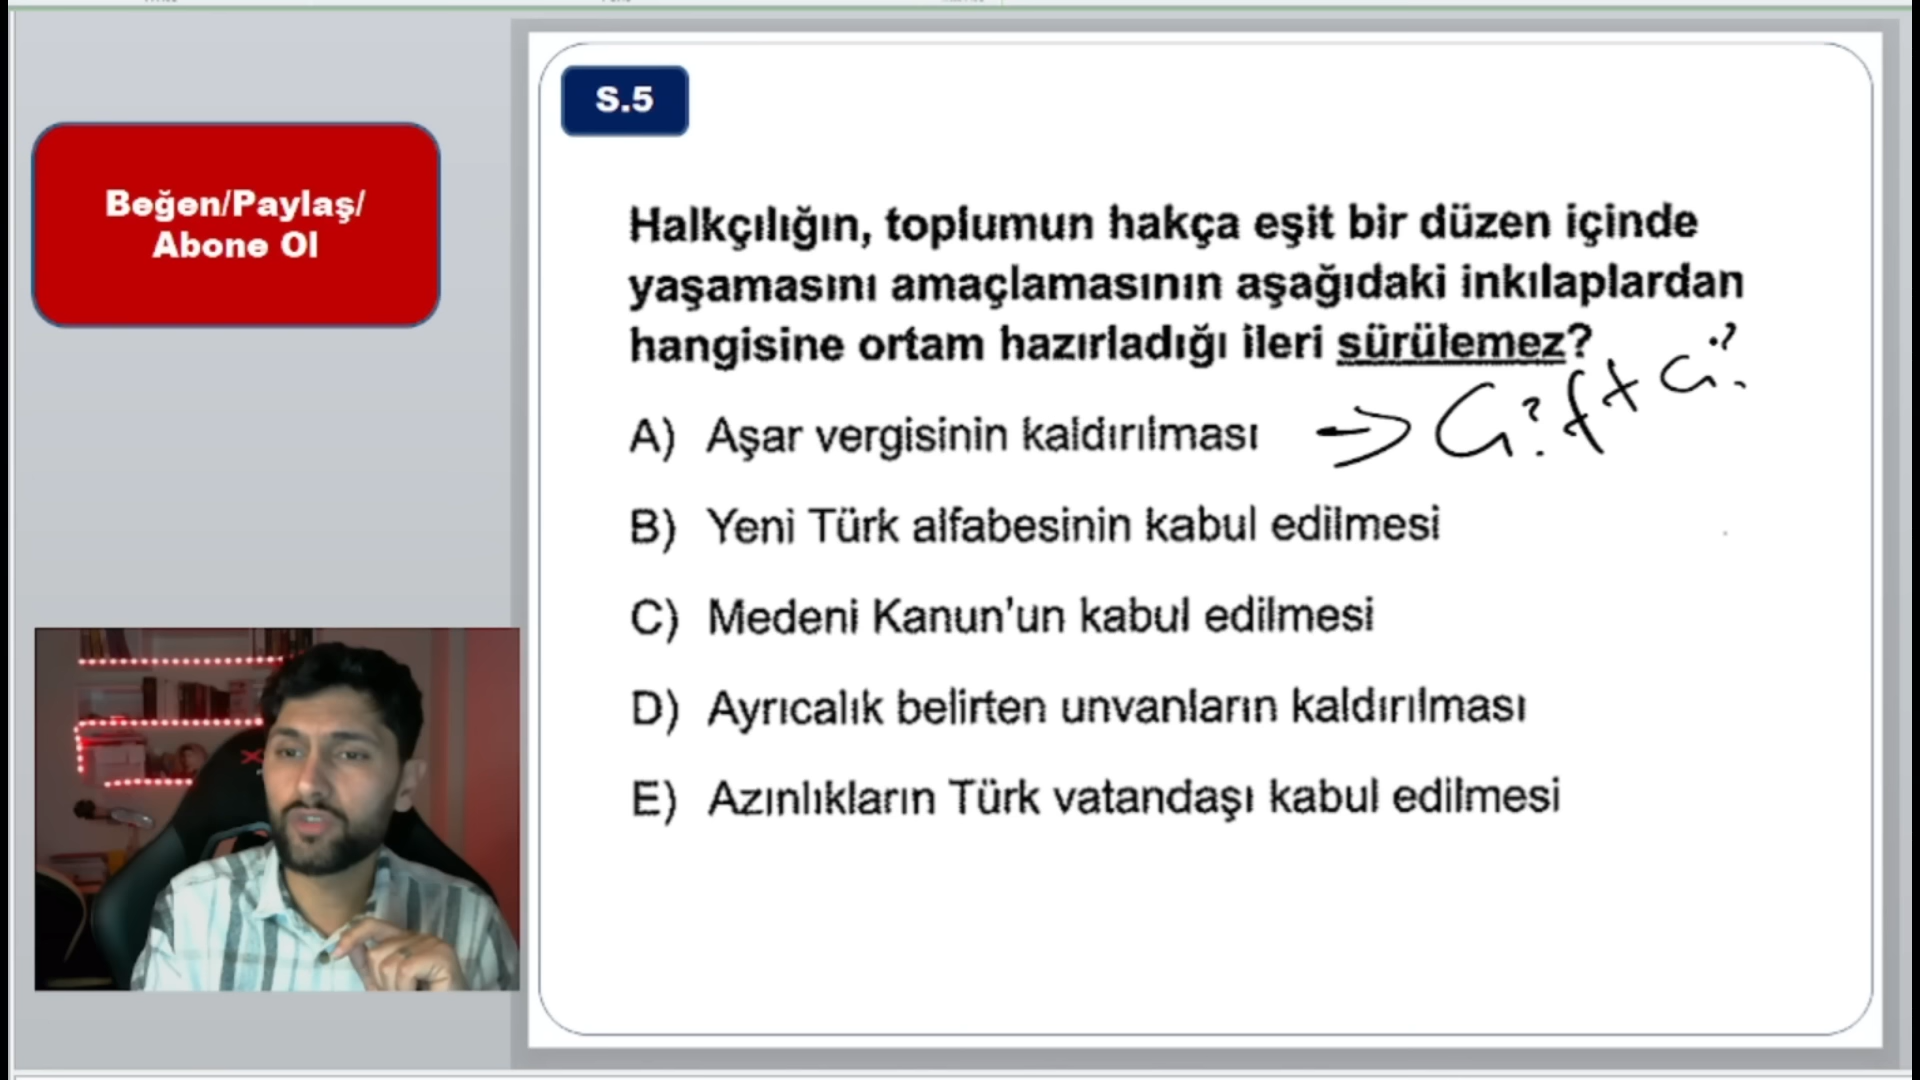 Beğen/Paylaş/
Abone Ol
S.5
Halkçılığın, toplumun hakça eşit bir düzen içinde
yaşamasını amaçlamasının aşağıdaki inkılaplardan
hangisine ortam hazırladığı ileri sürülemez?
A) Aşar vergisinin kaldırılması
B) Yeni Türk alfabesinin kabul edilmesi
C) Medeni Kanun'un kabul edilmesi
D) Ayrıcalık belirten unvanların kaldırılması
E) Azınlıkların Türk vatandaşı kabul edilmesi